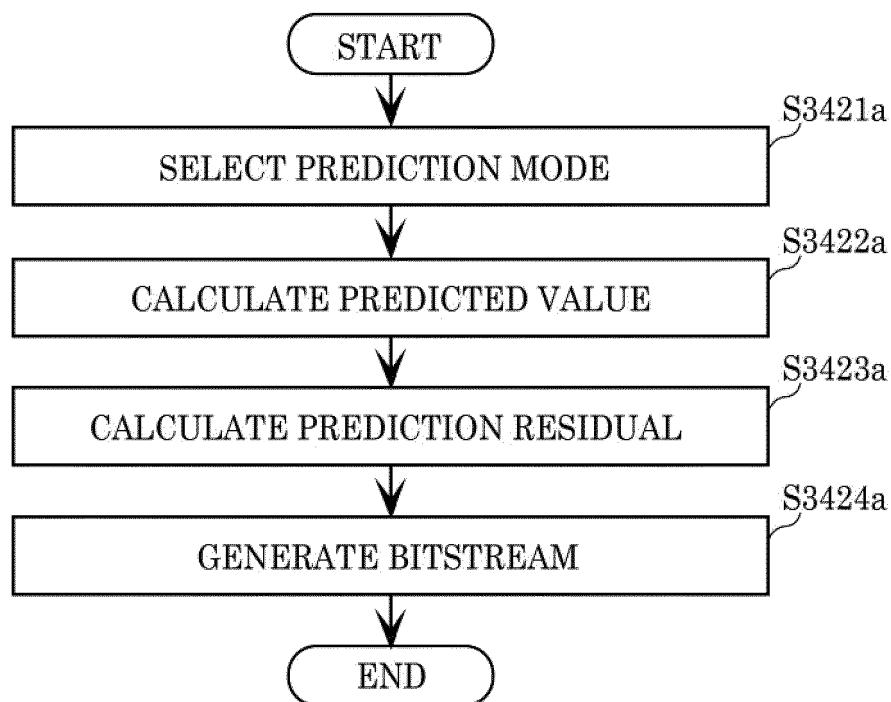 START
S3421a
SELECT PREDICTION MODE
S3422a
CALCULATE PREDICTED VALUE
S3423a
CALCULATE PREDICTION RESIDUAL
S3424a
GENERATE BITSTREAM
END